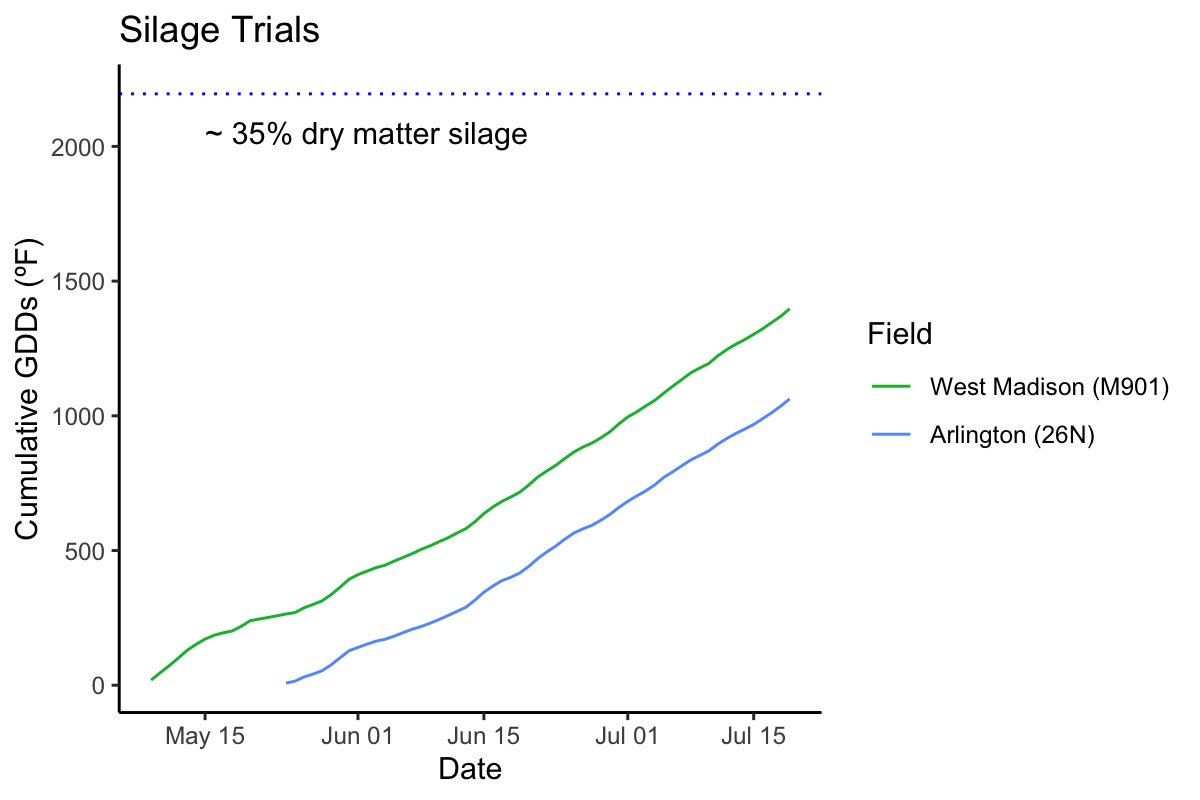 Silage Trials
~ 35% dry matter silage
Cumulative GDDs (ºF)
2000
1500
1000
500
0
May 15
Jun 01
Jun 15
Jul 01
Jul 15
Date
Field
West Madison (M901)
Arlington (26N)